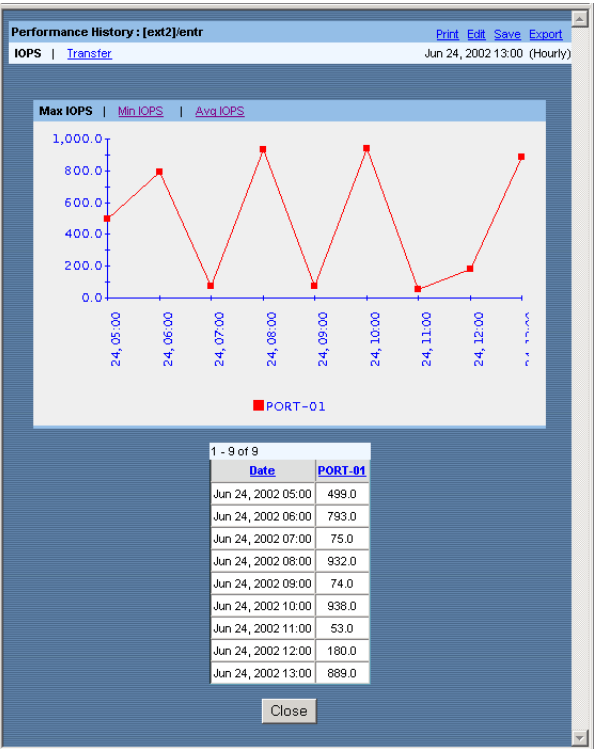 Performance History : [ext2]/entr Print Edit Save Export
IOPS | Transfer Jun 24, 2002 13:00 (Hourly)
Max IOPS | Min IOPS | Avg IOPS
1,000.0
800.0
600.0
400.0
200.0
0.0
24, 05:00
24, 06:00
24, 07:00
24, 08:00
24, 09:00
24, 10:00
24, 11:00
24, 12:00
PORT-01
1 - 9 of 9
Date PORT-01
Jun 24, 2002 05:00 499.0
Jun 24, 2002 06:00 793.0
Jun 24, 2002 07:00 75.0
Jun 24, 2002 08:00 932.0
Jun 24, 2002 09:00 74.0
Jun 24, 2002 10:00 938.0
Jun 24, 2002 11:00 53.0
Jun 24, 2002 12:00 180.0
Jun 24, 2002 13:00 889.0
Close